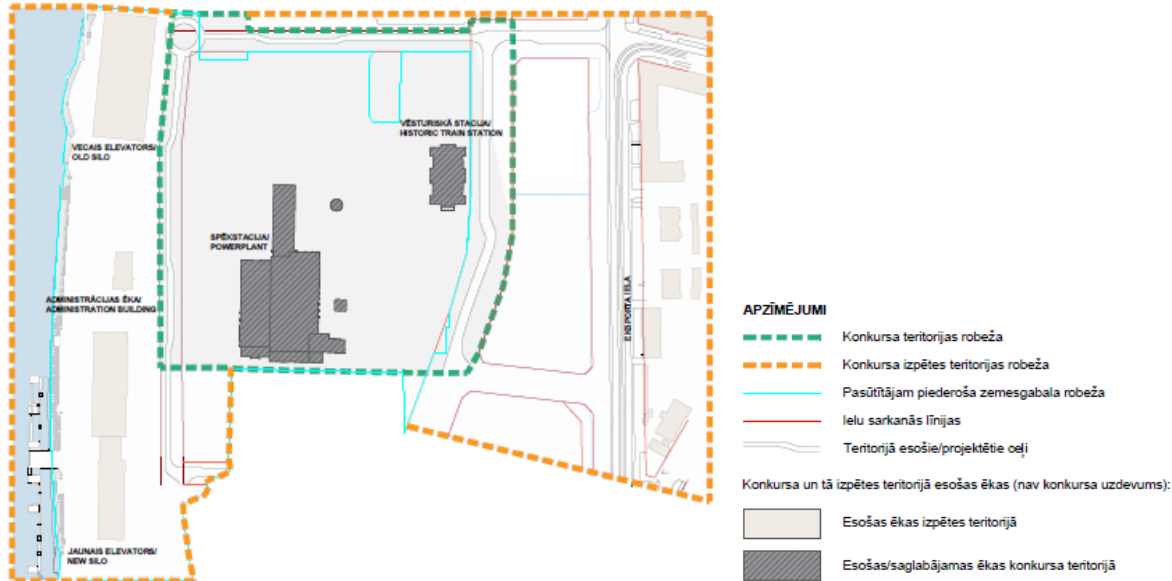 VECAIS ELEVATORS/
OLD SILO
VĒSTURISKĀ STACIJA/
HISTORIC TRAIN STATION
SPĒKSTACIJA/
POWERPLANT
ADMINISTRĀCIJAS ĒKA/
ADMINISTRATION BUILDING
EKSPORTA IELA
JAUNAIS ELEVATORS/
NEW SILO
APZĪMĒJUMI
Konkursa teritorijas robeža
Konkursa izpētes teritorijas robeža
Pasūtītājam piederoša zemesgabala robeža
Ielu sarkanās līnijas
Teritorijā esošie/projektētie ceļi
Konkursa un tā izpētes teritorijā esošas ēkas (nav konkursa uzdevums):
Esošas ēkas izpētes teritorijā
Esošas/saglabājamas ēkas konkursa teritorijā